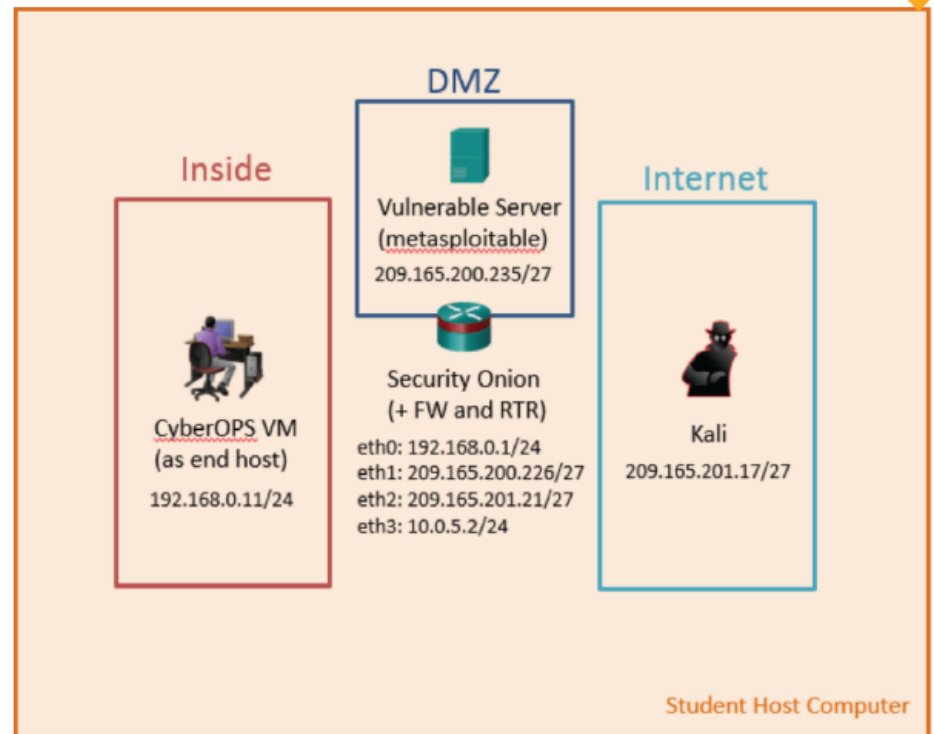 DMZ
Inside
Internet
Vulnerable Server
(metasploitable)
209.165.200.235/27
Security Onion
(+ FW and RTR)
eth0: 192.168.0.1/24
eth1: 209.165.200.226/27
eth2: 209.165.201.21/27
eth3: 10.0.5.2/24
CyberOPS VM
(as end host)
192.168.0.11/24
Kali
209.165.201.17/27
Student Host Computer